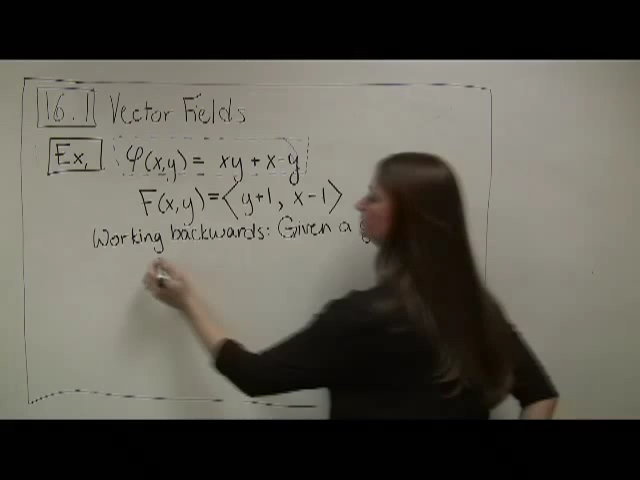 16.1 Vector Fields
Ex, φ(x,y) = xy + x - y
F(x,y) = ⟨y+1, x-1⟩
Working backwards: Given a